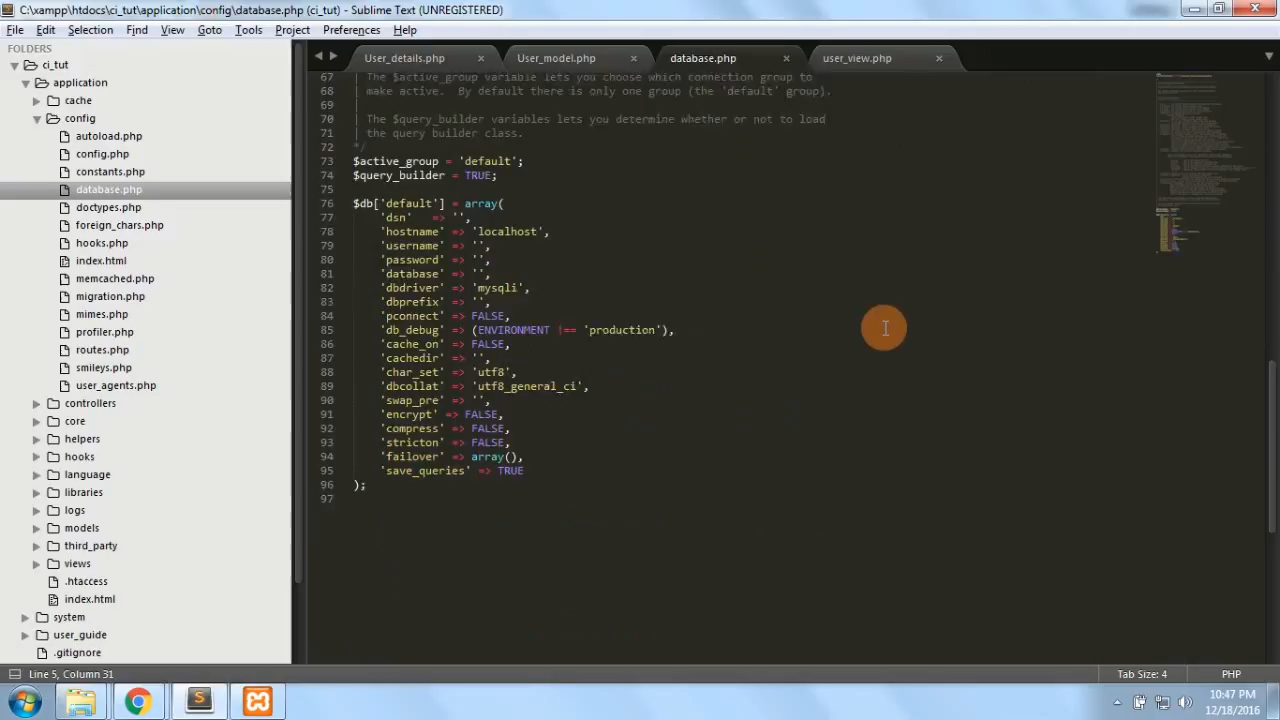 C:\xampp\htdocs\ci_tut\application\config\database.php (ci_tut) - Sublime Text (UNREGISTERED)
File Edit Selection Find View Goto Tools Project Preferences Help
FOLDERS
ci_tut
application
cache
config
autoload.php
config.php
constants.php
database.php
doctypes.php
foreign_chars.php
hooks.php
index.html
memcached.php
migration.php
mimes.php
profiler.php
routes.php
smileys.php
user_agents.php
controllers
core
helpers
hooks
language
libraries
logs
models
third_party
views
.htaccess
index.html
system
user_guide
.gitignore
User_details.php User_model.php database.php user_view.php
67 | The $active_group variable lets you choose which connection group to
68 | make active.  By default there is only one group (the 'default' group).
69 |
70 | The $query_builder variables lets you determine whether or not to load
71 | the query builder class.
72 */
73 $active_group = 'default';
74 $query_builder = TRUE;
75
76 $db['default'] = array(
77 'dsn'   => '',
78 'hostname' => 'localhost',
79 'username' => '',
80 'password' => '',
81 'database' => '',
82 'dbdriver' => 'mysqli',
83 'dbprefix' => '',
84 'pconnect' => FALSE,
85 'db_debug' => (ENVIRONMENT !== 'production'),
86 'cache_on' => FALSE,
87 'cachedir' => '',
88 'char_set' => 'utf8',
89 'dbcollat' => 'utf8_general_ci',
90 'swap_pre' => '',
91 'encrypt' => FALSE,
92 'compress' => FALSE,
93 'stricton' => FALSE,
94 'failover' => array(),
95 'save_queries' => TRUE
96 );
97
Line 5, Column 31 Tab Size: 4 PHP
10:47 PM
12/18/2016